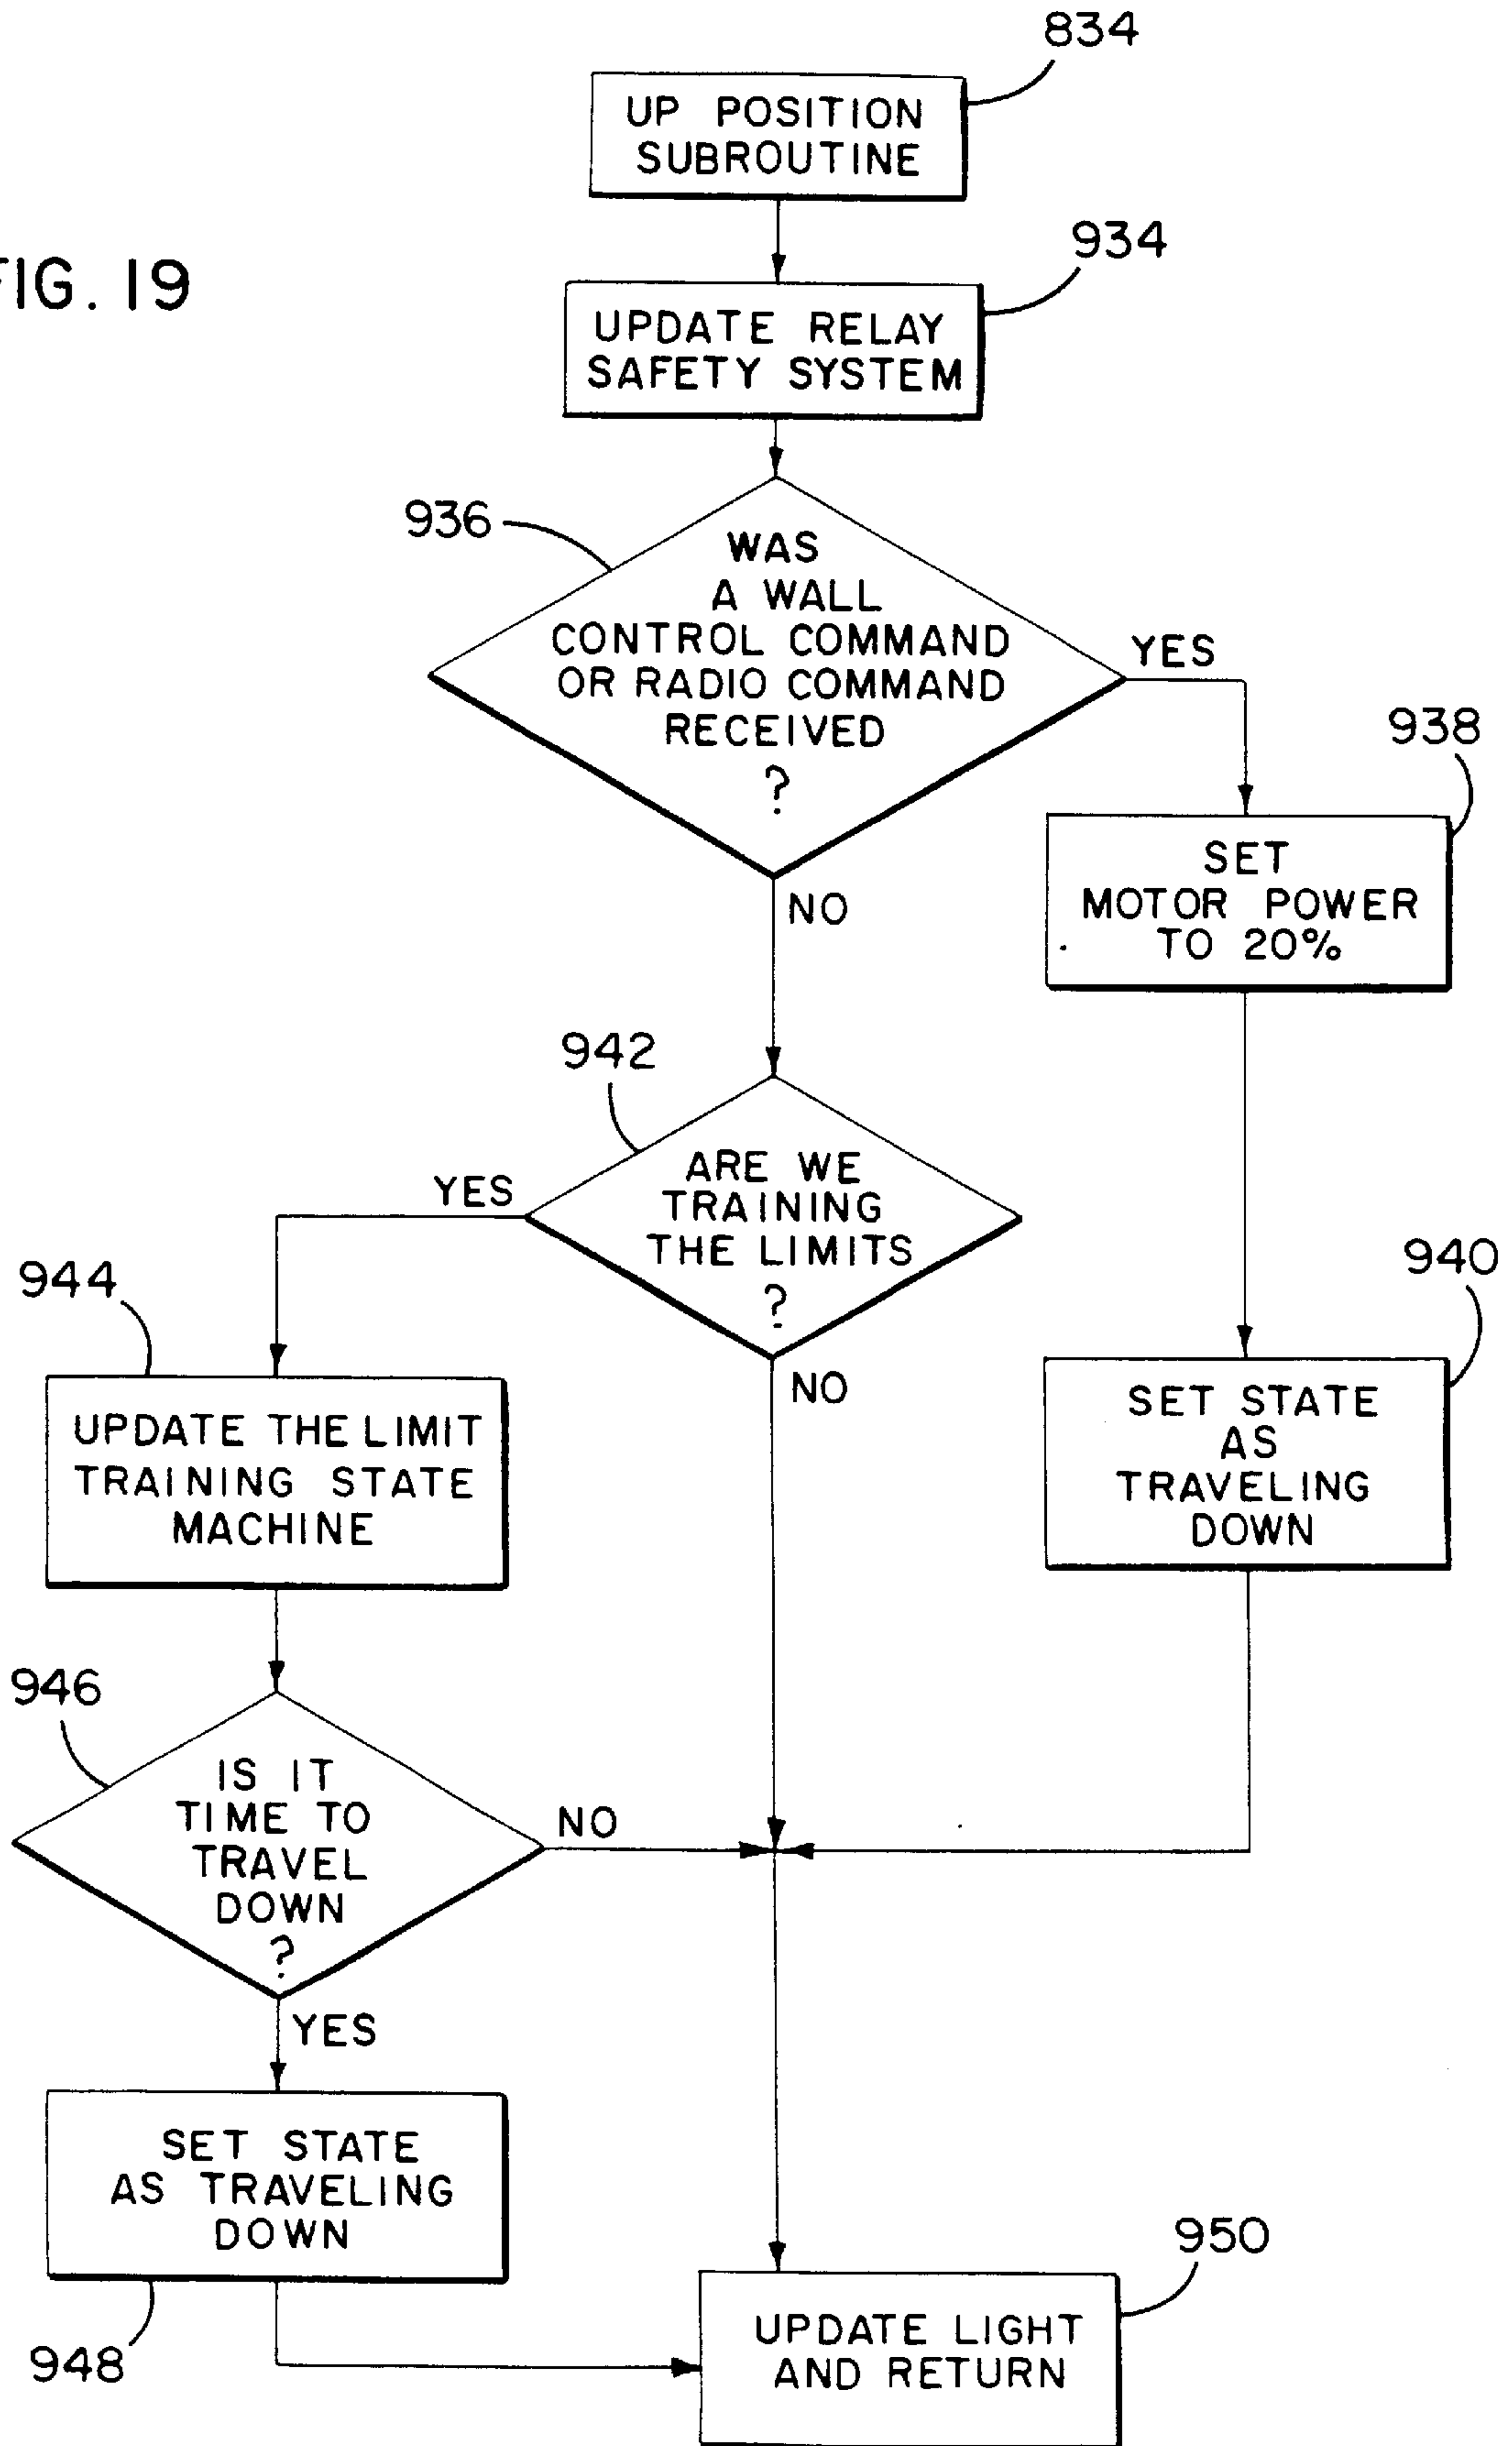 834
UP POSITION
SUBROUTINE
934
FIG. 19
UPDATE RELAY
SAFETY SYSTEM
936
WAS
A WALL
CONTROL COMMAND
OR RADIO COMMAND
RECEIVED
?
YES
938
NO
SET
MOTOR POWER
TO 20%
942
ARE WE
TRAINING
THE LIMITS
?
YES
944
940
NO
UPDATE THE LIMIT
TRAINING STATE
MACHINE
SET STATE
AS
TRAVELING
DOWN
946
IS IT
TIME TO
TRAVEL
DOWN
?
NO
YES
SET STATE
AS TRAVELING
DOWN
948
950
UPDATE LIGHT
AND RETURN